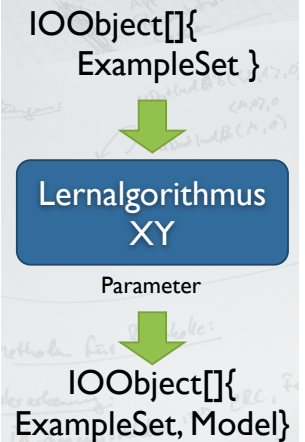 IOObject[]{
ExampleSet }
Lernalgorithmus
XY
Parameter
IOObject[]{
ExampleSet, Model}